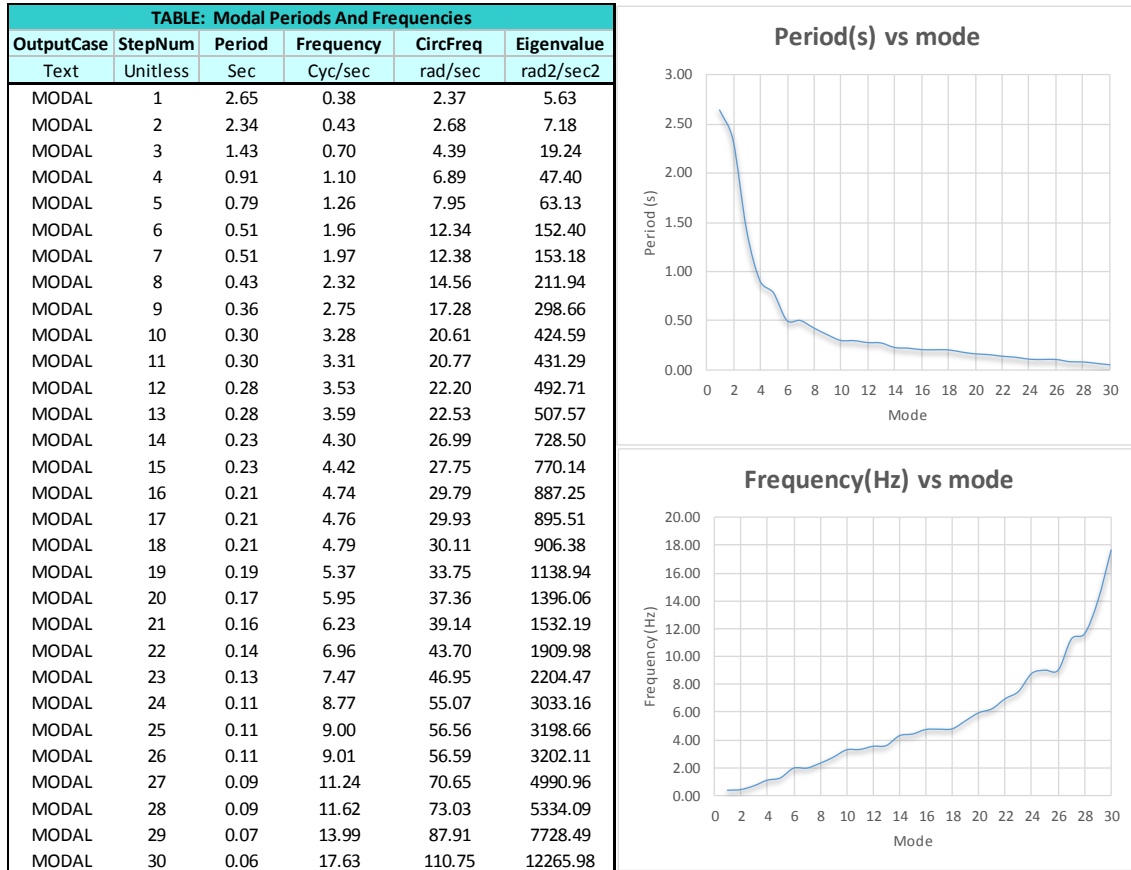 TABLE: Modal Periods And Frequencies
OutputCase StepNum Period Frequency CircFreq Eigenvalue
Text Unitless Sec Cyc/sec rad/sec rad2/sec2
MODAL 1 2.65 0.38 2.37 5.63
MODAL 2 2.34 0.43 2.68 7.18
MODAL 3 1.43 0.70 4.39 19.24
MODAL 4 0.91 1.10 6.89 47.40
MODAL 5 0.79 1.26 7.95 63.13
MODAL 6 0.51 1.96 12.34 152.40
MODAL 7 0.51 1.97 12.38 153.18
MODAL 8 0.43 2.32 14.56 211.94
MODAL 9 0.36 2.75 17.28 298.66
MODAL 10 0.30 3.28 20.61 424.59
MODAL 11 0.30 3.31 20.77 431.29
MODAL 12 0.28 3.53 22.20 492.71
MODAL 13 0.28 3.59 22.53 507.57
MODAL 14 0.23 4.30 26.99 728.50
MODAL 15 0.23 4.42 27.75 770.14
MODAL 16 0.21 4.74 29.79 887.25
MODAL 17 0.21 4.76 29.93 895.51
MODAL 18 0.21 4.79 30.11 906.38
MODAL 19 0.19 5.37 33.75 1138.94
MODAL 20 0.17 5.95 37.36 1396.06
MODAL 21 0.16 6.23 39.14 1532.19
MODAL 22 0.14 6.96 43.70 1909.98
MODAL 23 0.13 7.47 46.95 2204.47
MODAL 24 0.11 8.77 55.07 3033.16
MODAL 25 0.11 9.00 56.56 3198.66
MODAL 26 0.11 9.01 56.59 3202.11
MODAL 27 0.09 11.24 70.65 4990.96
MODAL 28 0.09 11.62 73.03 5334.09
MODAL 29 0.07 13.99 87.91 7728.49
MODAL 30 0.06 17.63 110.75 12265.98
Period(s) vs mode
3.00
2.50
2.00
1.50
1.00
0.50
0.00
Period (s)
0 2 4 6 8 10 12 14 16 18 20 22 24 26 28 30
Mode
Frequency(Hz) vs mode
20.00
18.00
16.00
14.00
12.00
10.00
8.00
6.00
4.00
2.00
0.00
Frequency (Hz)
0 2 4 6 8 10 12 14 16 18 20 22 24 26 28 30
Mode